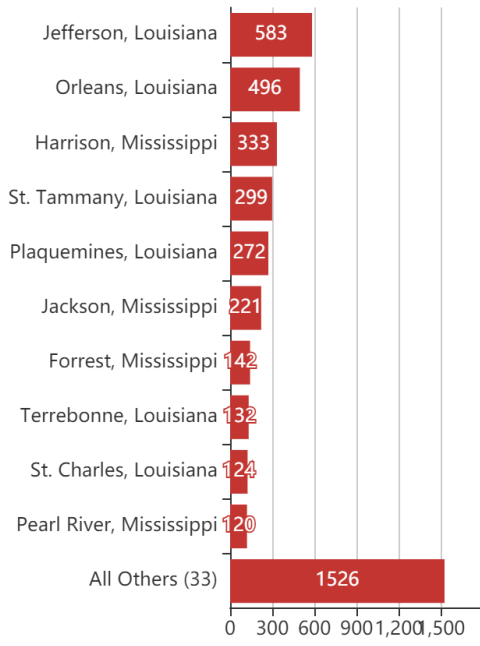 Jefferson, Louisiana 583
Orleans, Louisiana 496
Harrison, Mississippi 333
St. Tammany, Louisiana 299
Plaquemines, Louisiana 272
Jackson, Mississippi 221
Forrest, Mississippi 142
Terrebonne, Louisiana 132
St. Charles, Louisiana 124
Pearl River, Mississippi 120
All Others (33) 1526
0 300 600 900 1,200 1,500